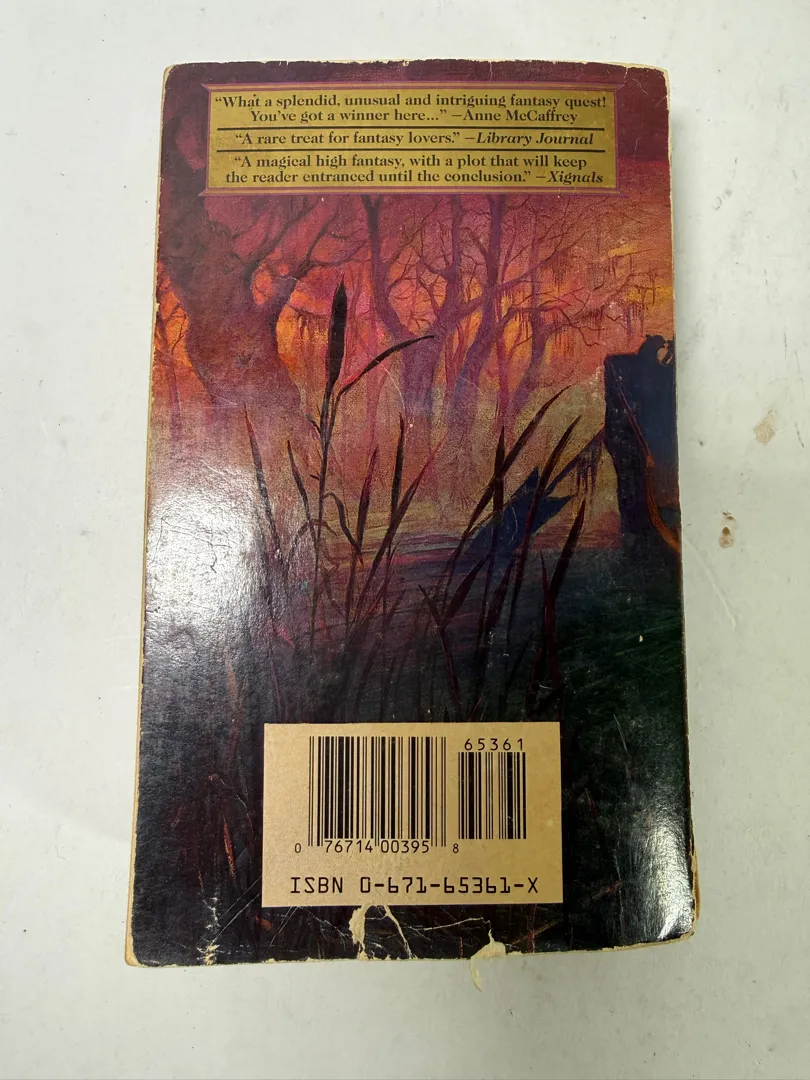 “What a splendid, unusual and intriguing fantasy quest!
You’ve got a winner here...” —Anne McCaffrey
“A rare treat for fantasy lovers.” —Library Journal
“A magical high fantasy, with a plot that will keep
the reader entranced until the conclusion.” —Xignals
65361
0 76714 00395 8
ISBN 0-671-65361-X